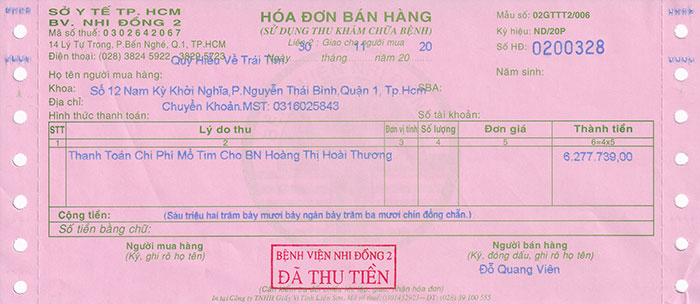 SỞ Y TẾ TP. HCM
BV. NHI ĐỒNG 2
Mã số thuế: 0302642067
14 Lý Tự Trọng, P.Bến Nghé, Q.1, TP.HCM
Điện thoại: (028) 3824 5922 - 3829 5723
HÓA ĐƠN BÁN HÀNG
(SỬ DỤNG THU KHÁM CHỮA BỆNH)
Liên 2: Giao cho người mua
30 11 20
Ngày tháng năm 20
Mẫu số: 02GTTT2/006
Ký hiệu: ND/20P
Số HĐ: 0200328
Quỹ Hiểu Về Trái Tim
Họ tên người mua hàng:
Năm sinh:
Khoa: Số 12 Nam Kỳ Khởi Nghĩa,P.Nguyễn Thái Bình,Quận 1, Tp.Hcm
SBA:
Địa chỉ:
Chuyển Khoản.MST: 0316025843
Hình thức thanh toán:
Số tài khoản:
STT Lý do thu Đơn vị tính Số lượng Đơn giá Thành tiền
1 2 3 4 5 6=4x5
Thanh Toán Chi Phí Mổ Tim Cho BN Hoàng Thị Hoài Thương 6.277.739,00
Cộng tiền: (Sáu triệu hai trăm bảy mươi bảy ngàn bảy trăm ba mươi chín đồng chẵn.)
Số tiền bằng chữ:
Người mua hàng
(Ký, ghi rõ họ tên)
BỆNH VIỆN NHI ĐỒNG 2
ĐÃ THU TIỀN
Người bán hàng
(Ký, đóng dấu, ghi rõ họ tên)
Đỗ Quang Viên